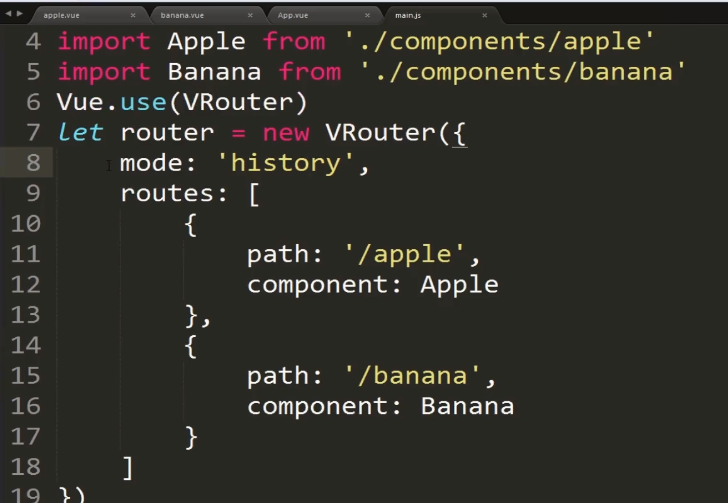 apple.vue banana.vue App.vue main.js
4 import Apple from './components/apple'
5 import Banana from './components/banana'
6 Vue.use(VRouter)
7 let router = new VRouter({
8 mode: 'history',
9 routes: [
10 {
11 path: '/apple',
12 component: Apple
13 },
14 {
15 path: '/banana',
16 component: Banana
17 }
18 ]
19 })